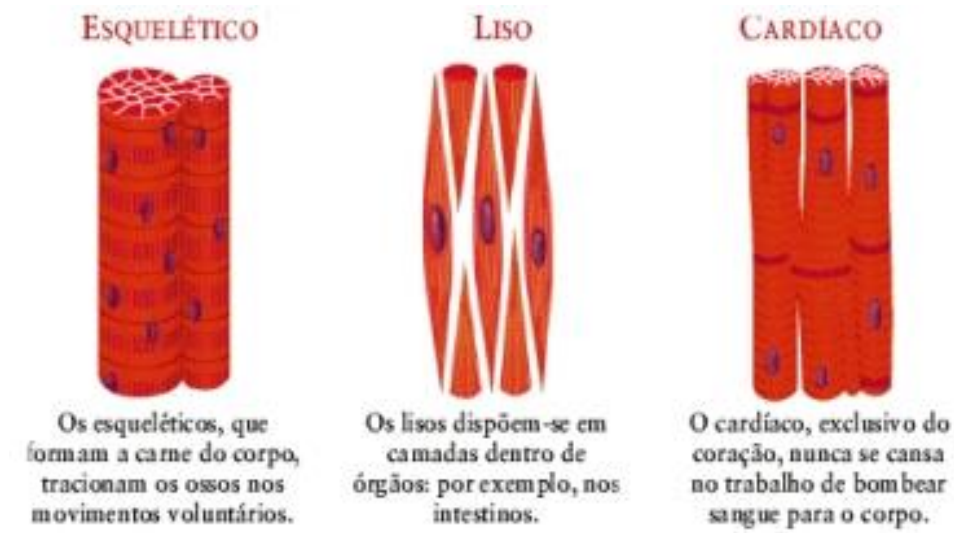 ESQUELÉTICO
Os esqueléticos, que
formam a carne do corpo,
tracionam os ossos nos
movimentos voluntários.
LISO
Os lisos dispõem-se em
camadas dentro de
órgãos: por exemplo, nos
intestinos.
CARDÍACO
O cardíaco, exclusivo do
coração, nunca se cansa
no trabalho de bombear
sangue para o corpo.